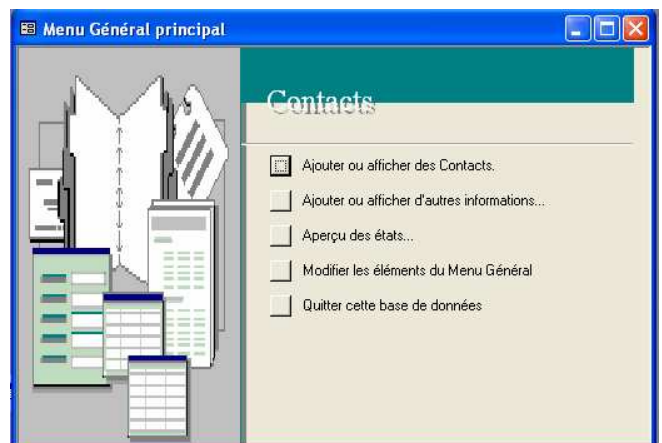 Menu Général principal
Contacts
Ajouter ou afficher des Contacts.
Ajouter ou afficher d'autres informations...
Aperçu des états...
Modifier les éléments du Menu Général
Quitter cette base de données